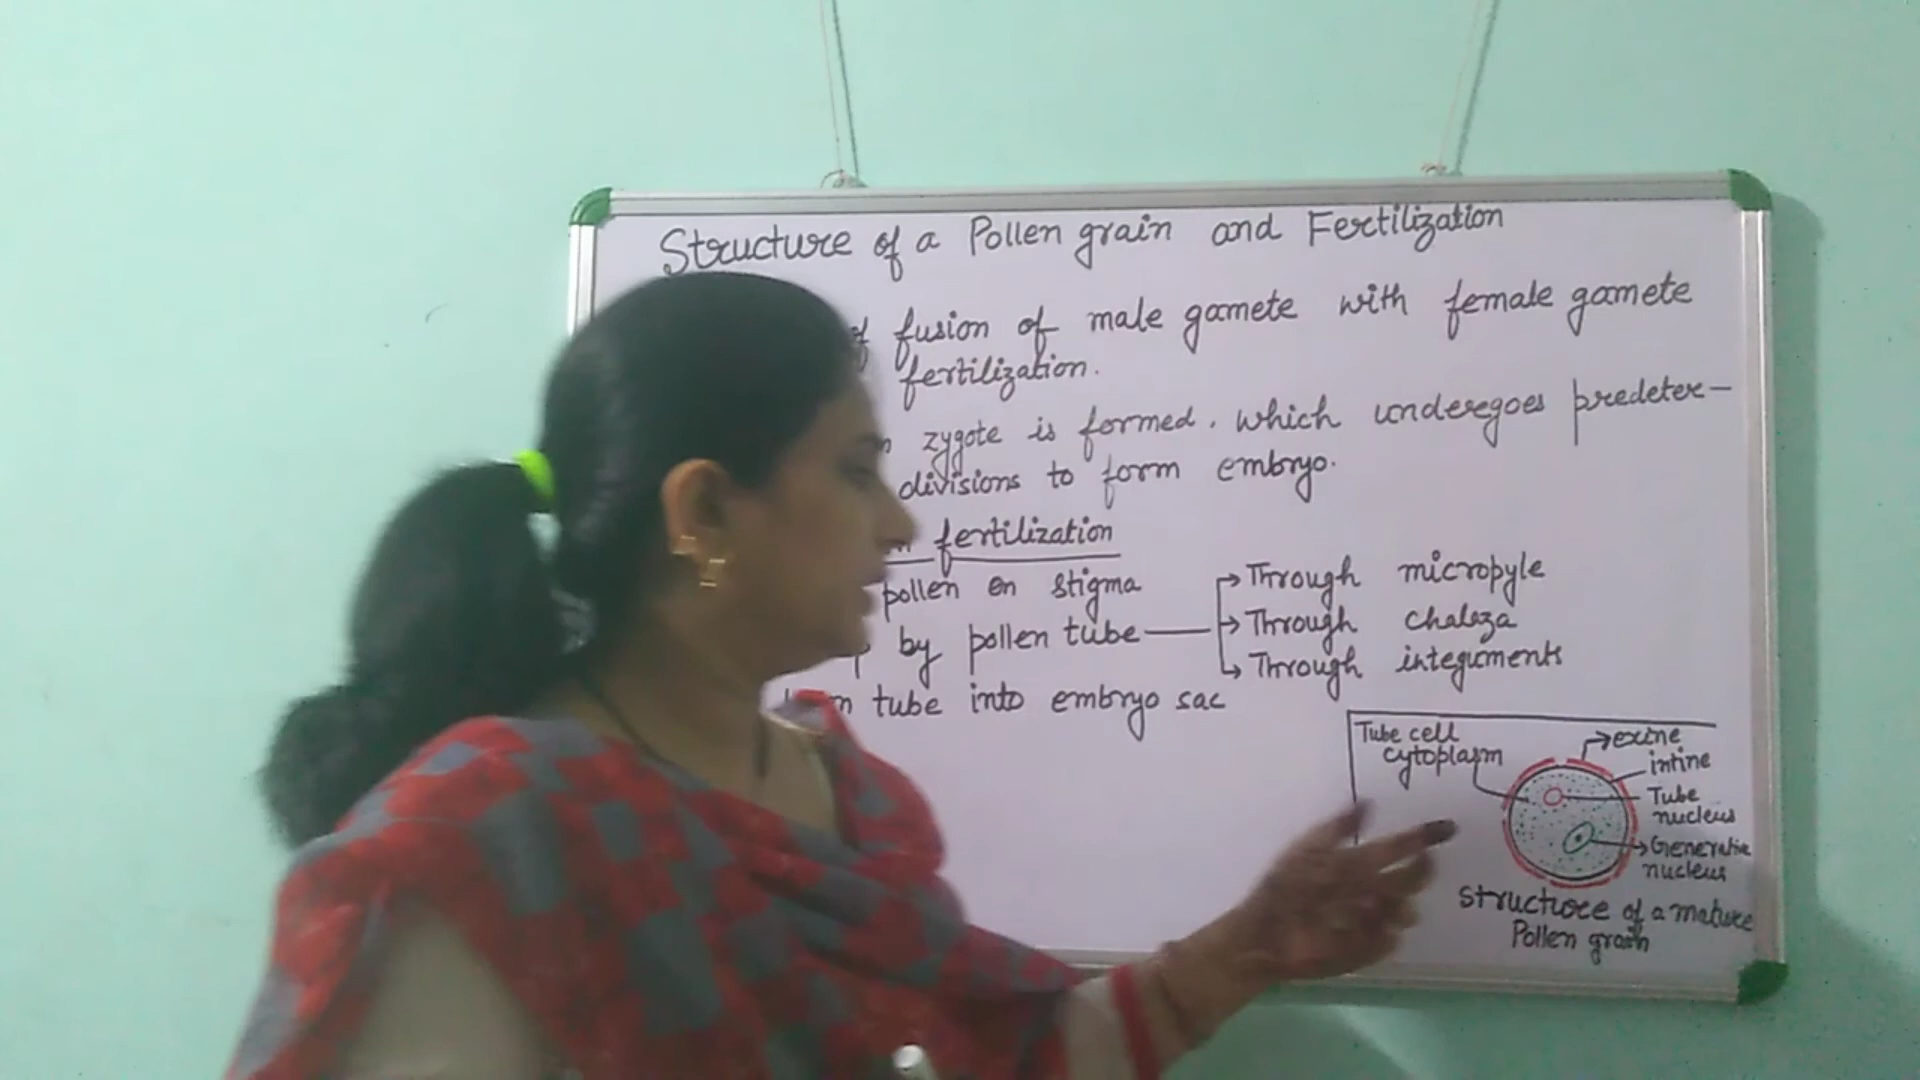 Structure of a Pollen grain and Fertilization
of fusion of male gamete with female gamete
fertilization.
zygote is formed. which undergoes predeter-
divisions to form embryo.
fertilization
pollen on stigma
by pollen tube
Through micropyle
Through chalaza
Through integuments
tube into embryo sac
Tube cell
cytoplasm
exine
intine
Tube
nucleus
Generative
nucleus
Structure of a mature
Pollen grain